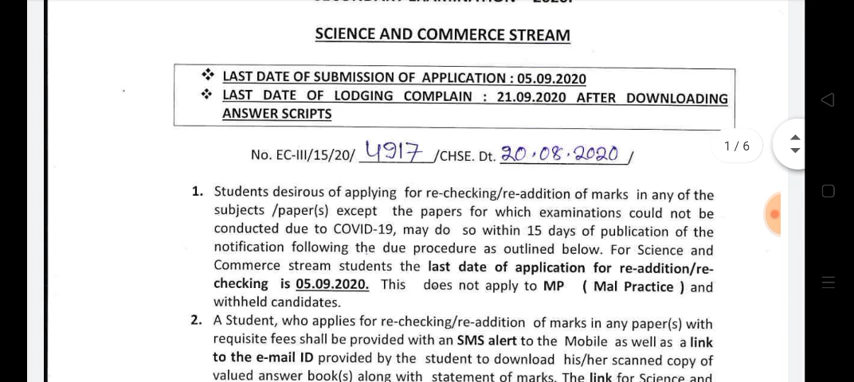 SCIENCE AND COMMERCE STREAM
❖ LAST DATE OF SUBMISSION OF APPLICATION : 05.09.2020
❖ LAST DATE OF LODGING COMPLAIN : 21.09.2020 AFTER DOWNLOADING
ANSWER SCRIPTS
No. EC-III/15/20/ 4917 /CHSE. Dt. 20.08.2020 /
1 / 6
1. Students desirous of applying for re-checking/re-addition of marks in any of the
subjects /paper(s) except the papers for which examinations could not be
conducted due to COVID-19, may do so within 15 days of publication of the
notification following the due procedure as outlined below. For Science and
Commerce stream students the last date of application for re-addition/re-
checking is 05.09.2020. This does not apply to MP ( Mal Practice ) and
withheld candidates.
2. A Student, who applies for re-checking/re-addition of marks in any paper(s) with
requisite fees shall be provided with an SMS alert to the Mobile as well as a link
to the e-mail ID provided by the student to download his/her scanned copy of
valued answer book(s) along with statement of marks. The link for Science and